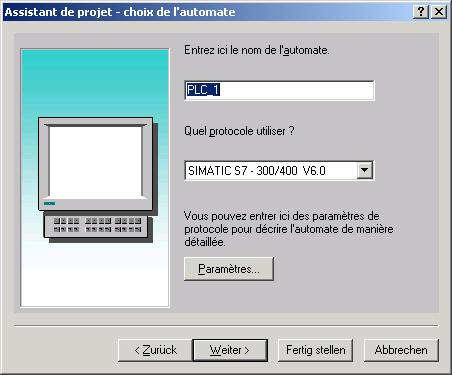 Assistant de projet - choix de l'automate
Entrez ici le nom de l'automate.
PLC_1
Quel protocole utiliser ?
SIMATIC S7 - 300/400 V6.0
Vous pouvez entrer ici des paramètres de
protocole pour décrire l'automate de manière
détaillée.
Paramètres...
< Zurück
Weiter >
Fertig stellen
Abbrechen